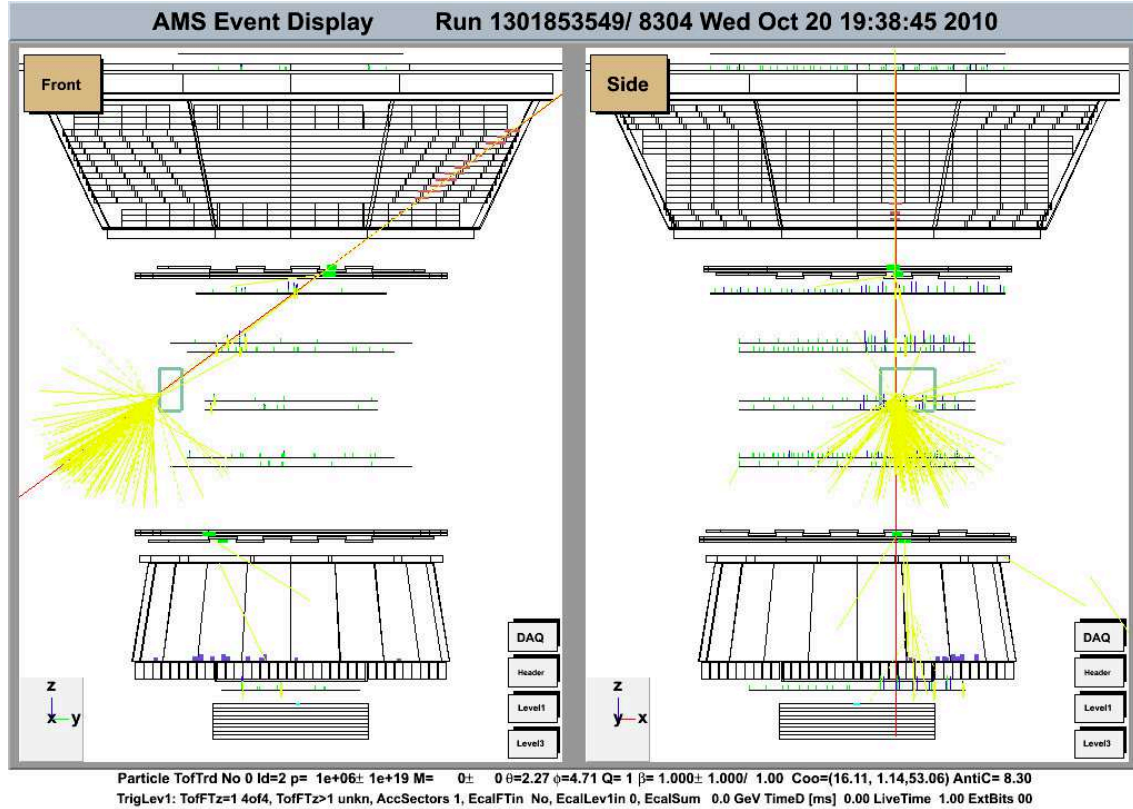 AMS Event Display Run 1301853549/ 8304 Wed Oct 20 19:38:45 2010
Front
Side
DAQ
Header
Level1
Level3
z
x y
DAQ
Header
Level1
Level3
z
y x
Particle TofTrd No 0 Id=2 p= 1e+06± 1e+19 M= 0± 0 θ=2.27 ϕ=4.71 Q= 1 β= 1.000± 1.000/ 1.00 Coo=(16.11, 1.14,53.06) AntiC= 8.30
TrigLev1: TofFTz=1 4of4, TofFTz>1 unkn, AccSectors 1, EcalFTin No, EcalLev1in 0, EcalSum 0.0 GeV TimeD [ms] 0.00 LiveTime 1.00 ExtBits 00